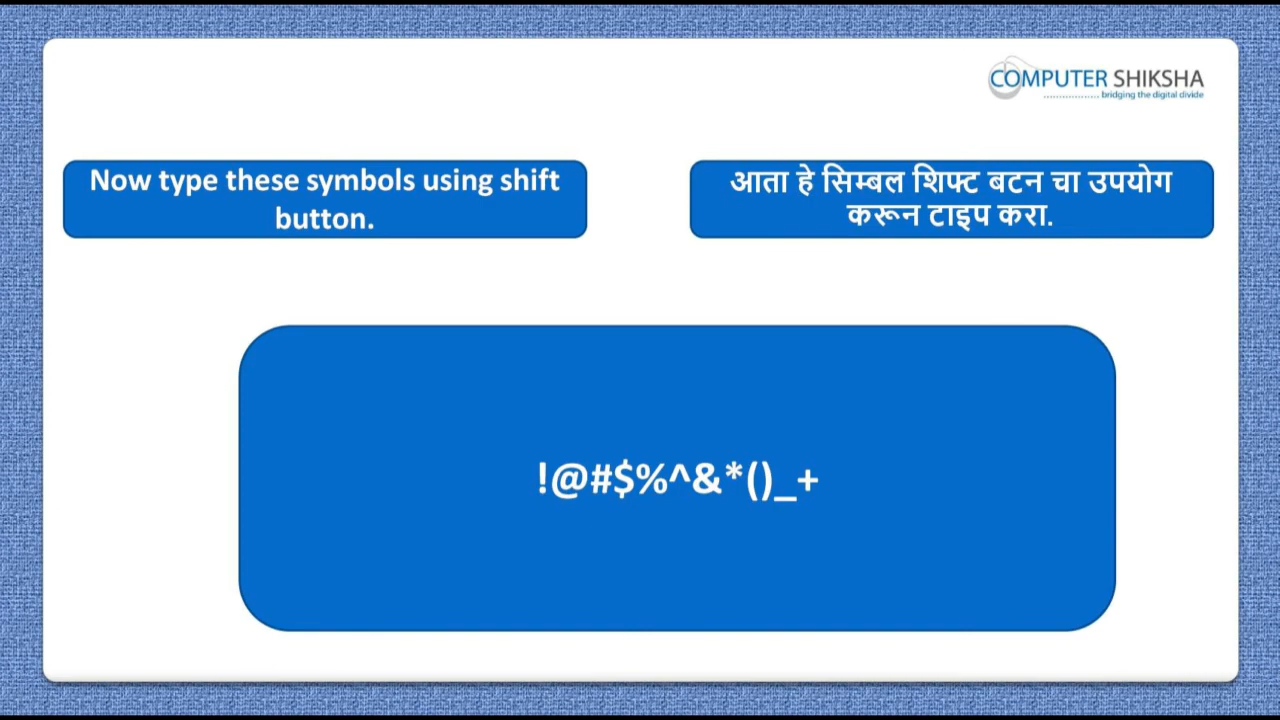 COMPUTER SHIKSHA
bridging the digital divide
Now type these symbols using shift
button.
आता हे सिम्बल शिफ्ट बटन चा उपयोग
करून टाइप करा.
!@#$%^&*()_+